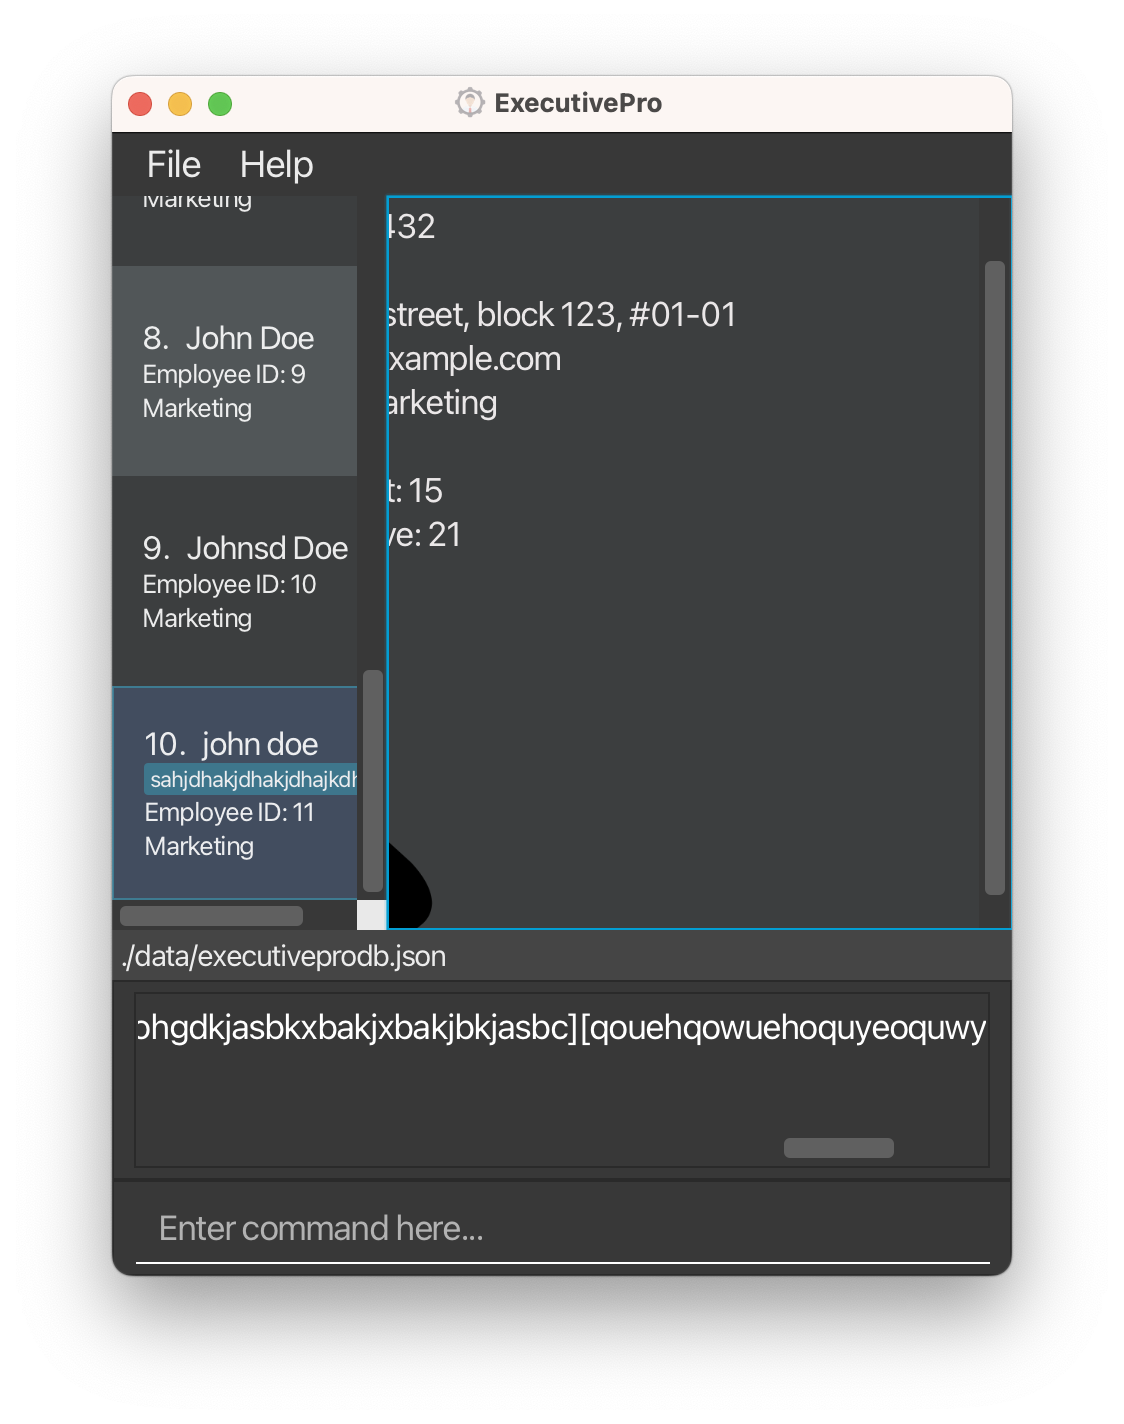 ExecutivePro
File Help
Marketing
8. John Doe
Employee ID: 9
Marketing
9. Johnsd Doe
Employee ID: 10
Marketing
10. john doe
sahjdhakjdhakjdhajkdh
Employee ID: 11
Marketing
432
street, block 123, #01-01
xample.com
arketing
t: 15
ve: 21
./data/executiveprodb.json
ohgdkjasbkxbakjxbakjbkjasbc][qouehqowuehoquyeoquwy
Enter command here...